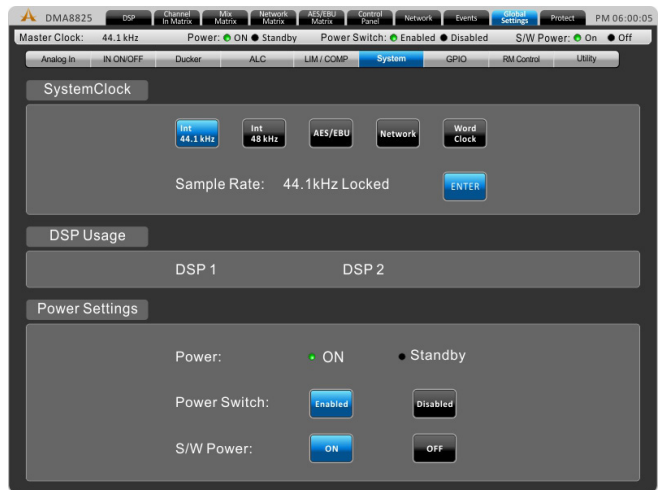 DMA8825 DSP Channel In Matrix Mix Matrix Network Matrix AES/EBU Matrix Control Panel Network Events Global Settings Protect PM 06:00:05
Master Clock: 44.1 kHz Power: ON Standby Power Switch: Enabled Disabled S/W Power: On Off
Analog In IN ON/OFF Ducker ALC LIM / COMP System GPIO RM Control Utility
SystemClock
Int 44.1 kHz Int 48 kHz AES/EBU Network Word Clock
Sample Rate: 44.1kHz Locked ENTER
DSP Usage
DSP 1 DSP 2
Power Settings
Power: ON Standby
Power Switch: Enabled Disabled
S/W Power: ON OFF